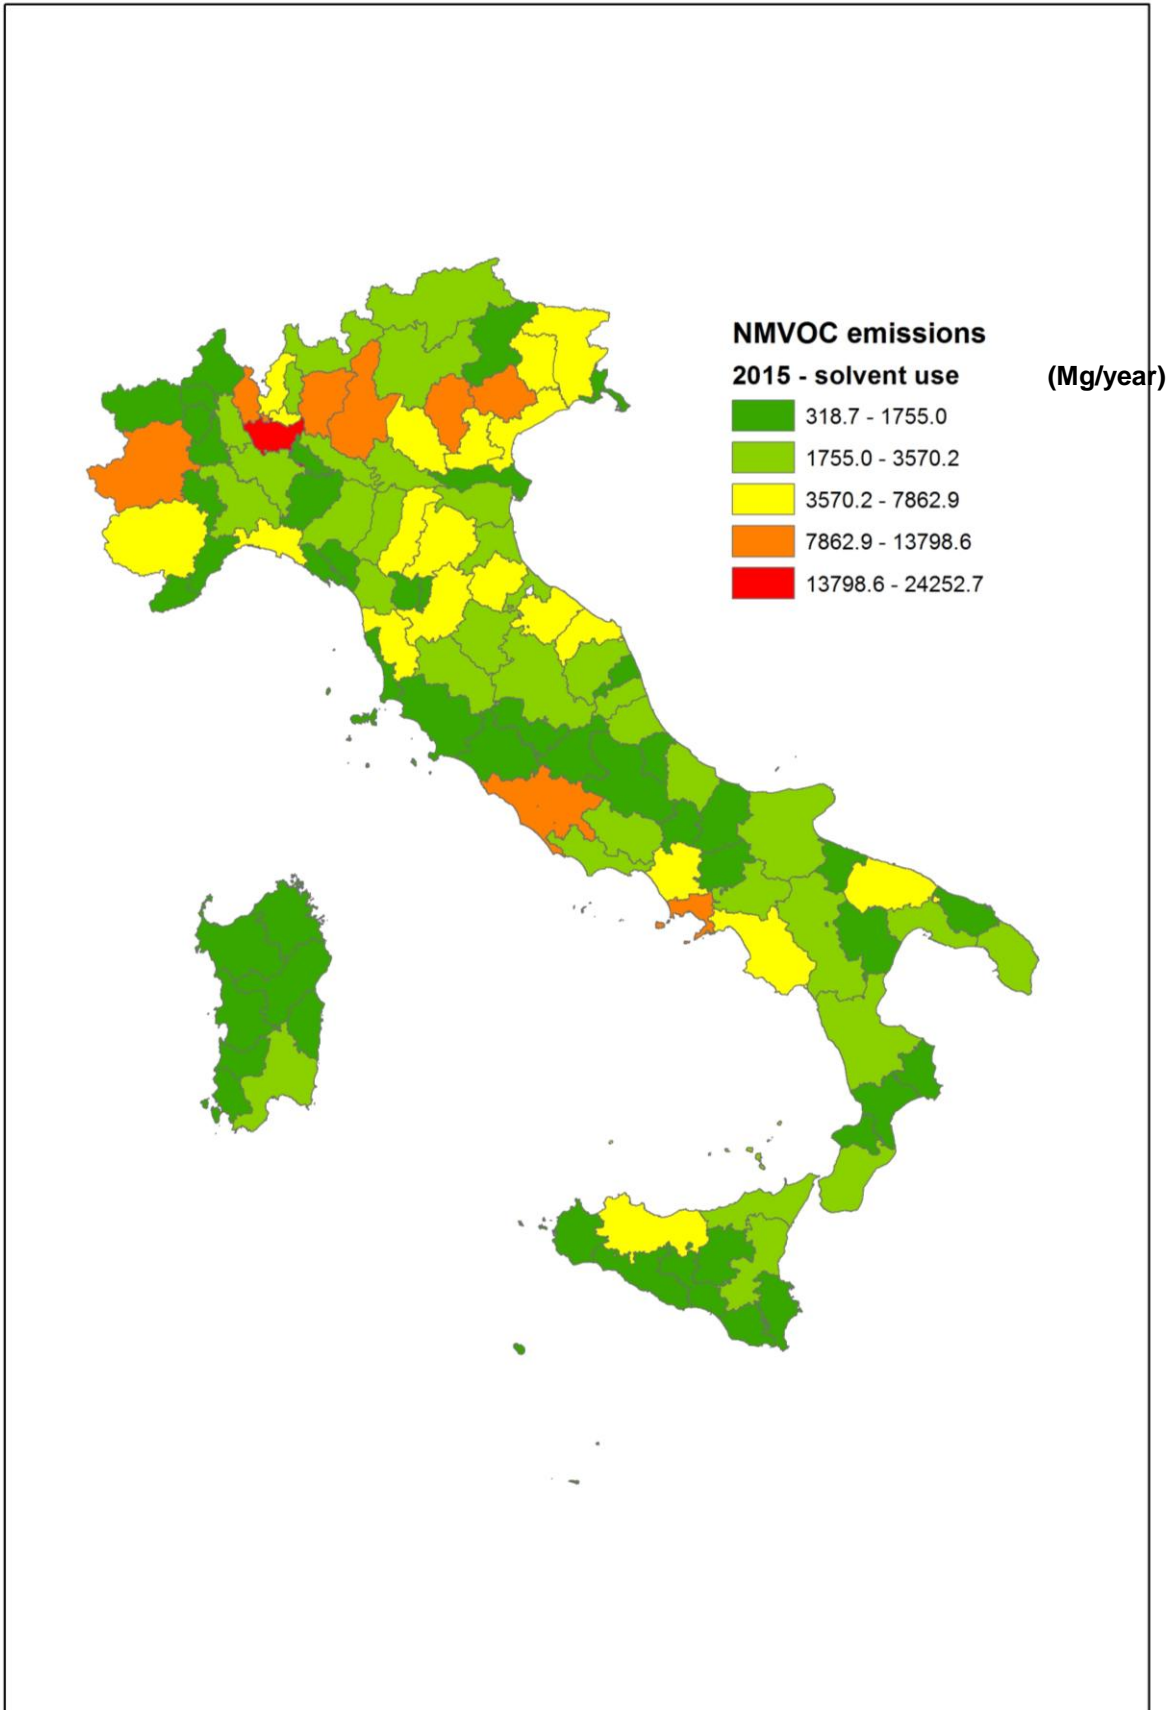 NMVOC emissions
2015 - solvent use (Mg/year)
318.7 - 1755.0
1755.0 - 3570.2
3570.2 - 7862.9
7862.9 - 13798.6
13798.6 - 24252.7